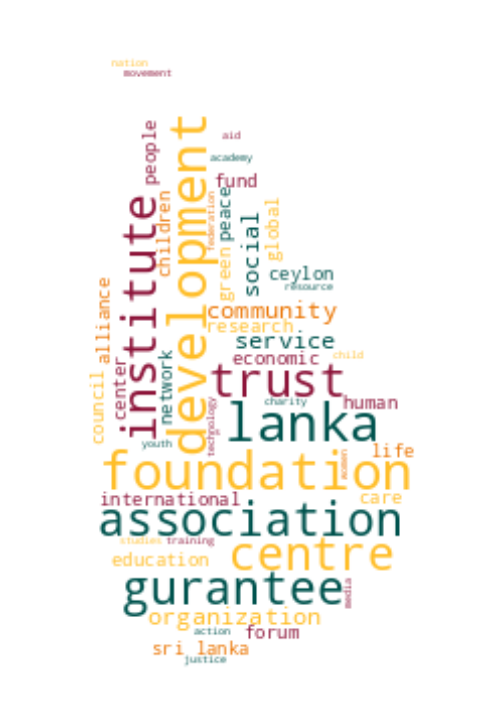 nation
movement
people
development
aid
academy
fund
institute
children
federation
peace
social
global
green
ceylon
resource
alliance
community
research
service
council
center
network
economic
child
trust
technology
charity
human
lanka
youth
foundation
women
life
international
care
association
studies
training
centre
education
gurantee
media
organization
action
forum
sri lanka
justice